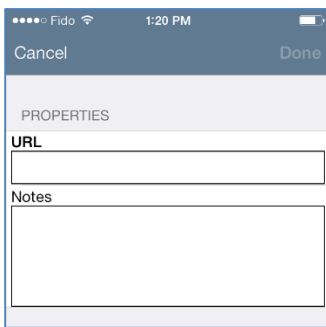 Fido 1:20 PM
Cancel Done
PROPERTIES
URL
Notes